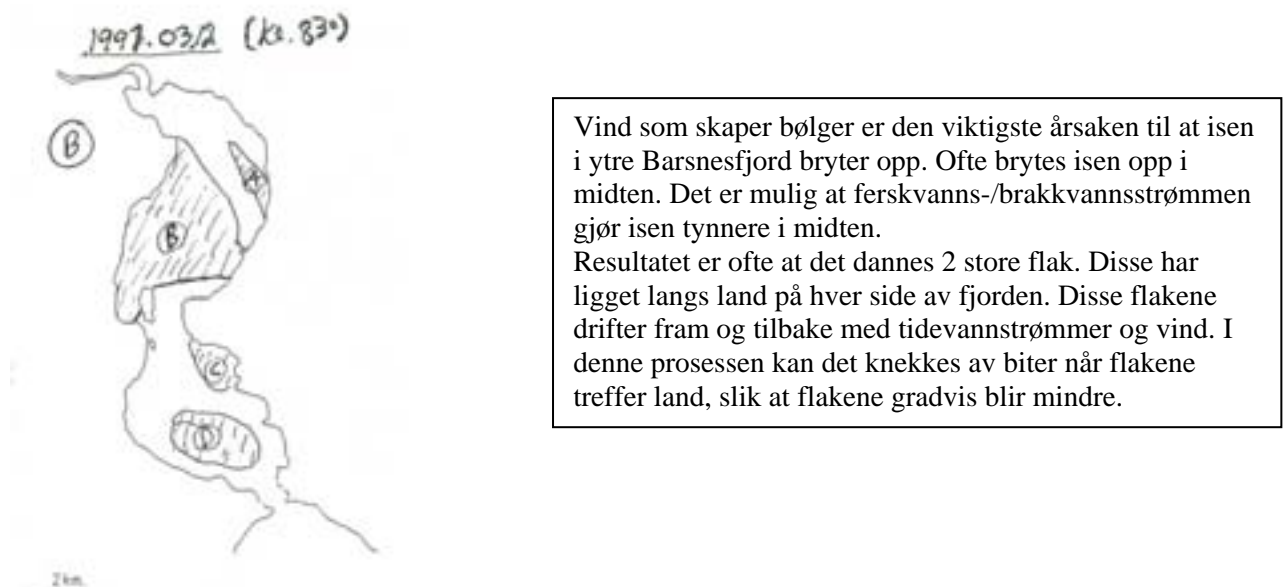 1997.03.12 (kl. 830)
B
A
B
C
D
2 km.
Vind som skaper bølger er den viktigste årsaken til at isen
i ytre Barsnesfjord bryter opp. Ofte brytes isen opp i
midten. Det er mulig at ferskvanns-/brakkvannsstrømmen
gjør isen tynnere i midten.
Resultatet er ofte at det dannes 2 store flak. Disse har
ligget langs land på hver side av fjorden. Disse flakene
drifter fram og tilbake med tidevannstrømmer og vind. I
denne prosessen kan det knekkes av biter når flakene
treffer land, slik at flakene gradvis blir mindre.